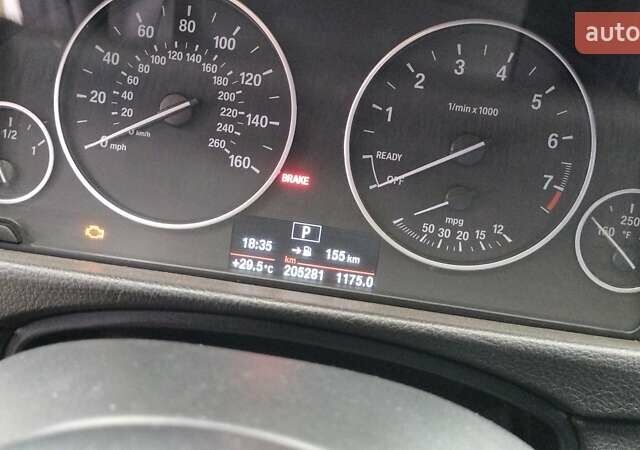 auto
0 20 40 60 80 100 120 140 160
0 20 40 60 80 100 120 140 160 180 200 220 240 260
mph
km/h
1/2 1
BRAKE
1 2 3 4 5 6 7
1/min x 1000
READY
OFF
mpg
50 30 20 15 12
160 250
°F
P
18:35 155 km
+29.5°C km 205281 1175.0